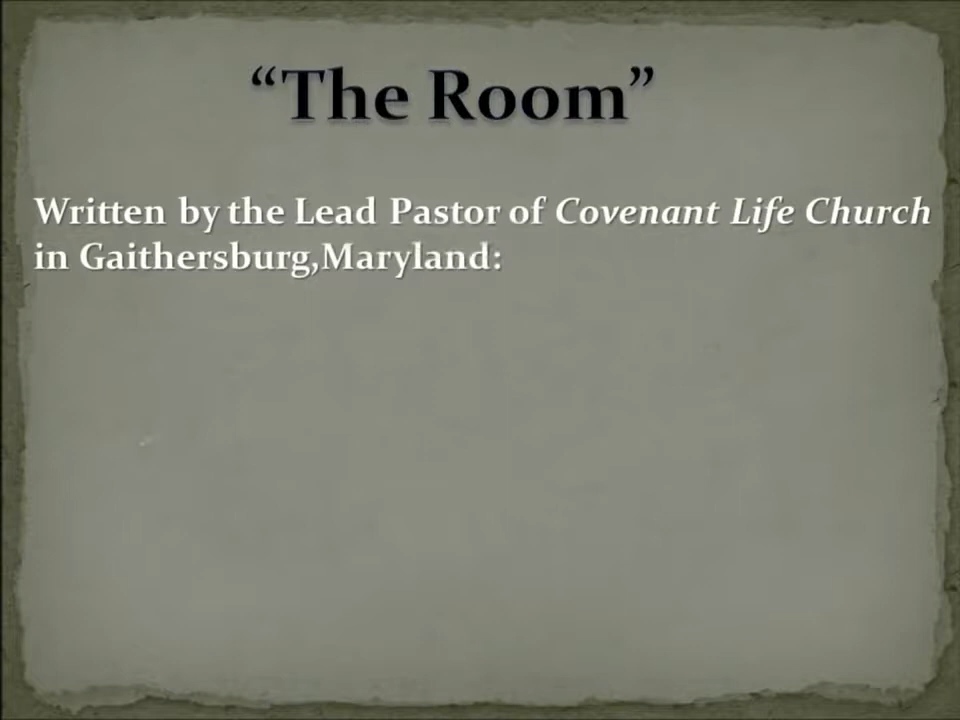 “The Room”
Written by the Lead Pastor of Covenant Life Church
in Gaithersburg,Maryland: